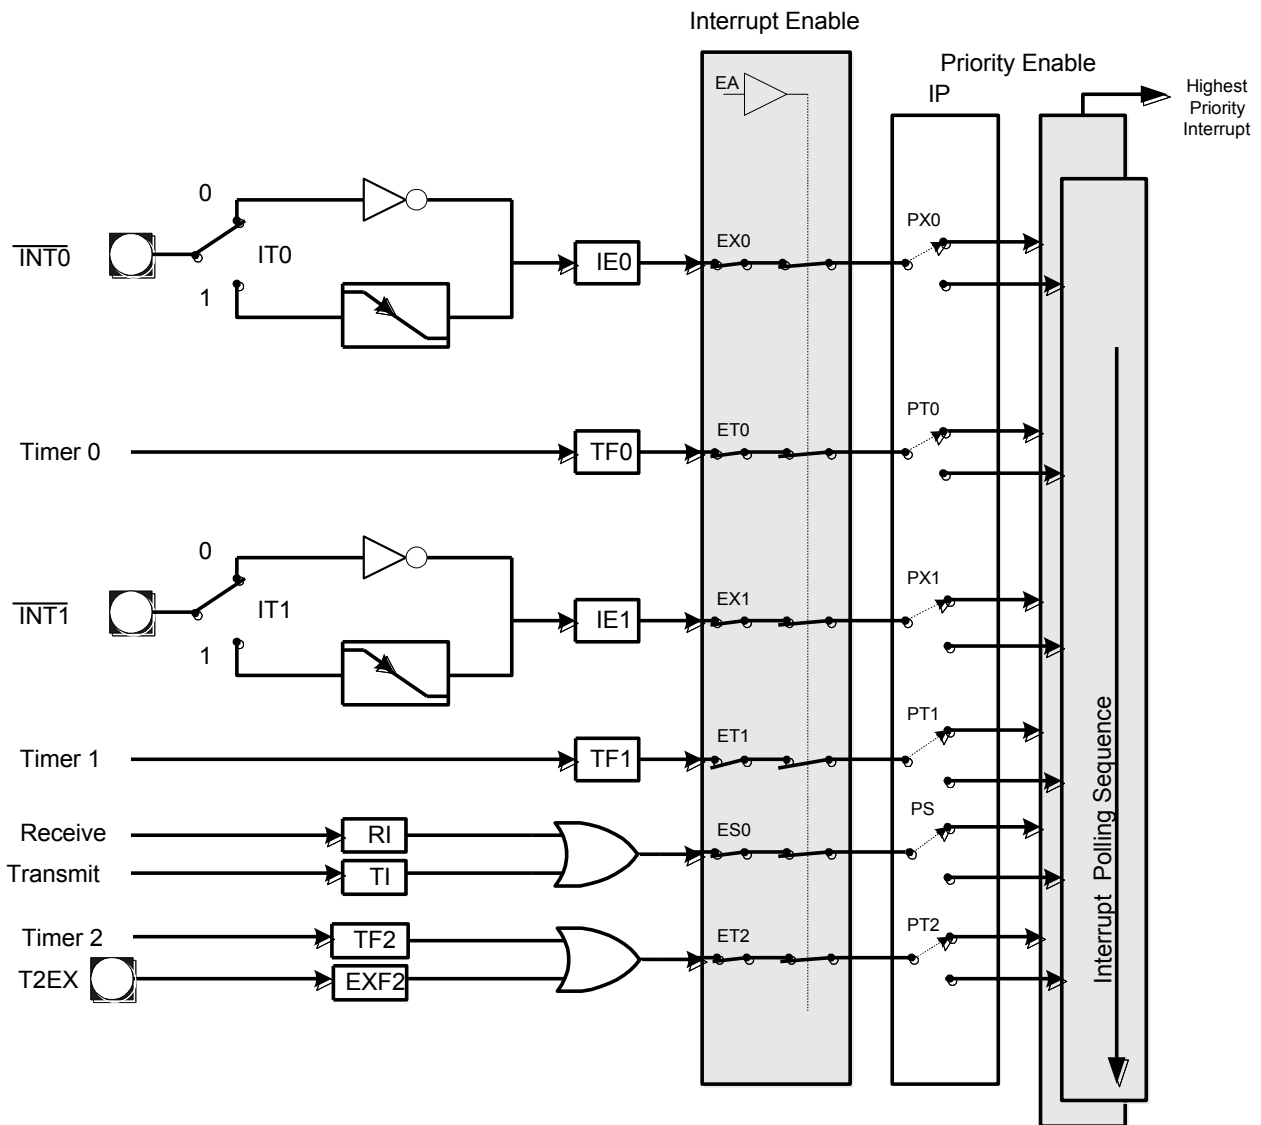 Interrupt Enable
Priority Enable
IP
Highest
Priority
Interrupt
EA
INT0
0
IT0
1
IE0
EX0
PX0
Timer 0
TF0
ET0
PT0
INT1
0
IT1
1
IE1
EX1
PX1
Timer 1
TF1
ET1
PT1
Receive
RI
Transmit
TI
ES0
PS
Timer 2
TF2
T2EX
EXF2
ET2
PT2
Interrupt Polling Sequence